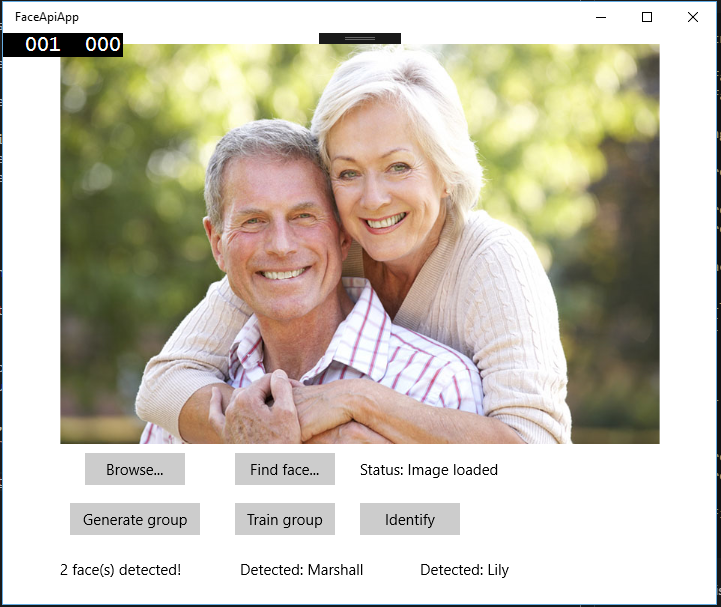 FaceApiApp
001 000
Browse...
Find face...
Status: Image loaded
Generate group
Train group
Identify
2 face(s) detected!
Detected: Marshall
Detected: Lily